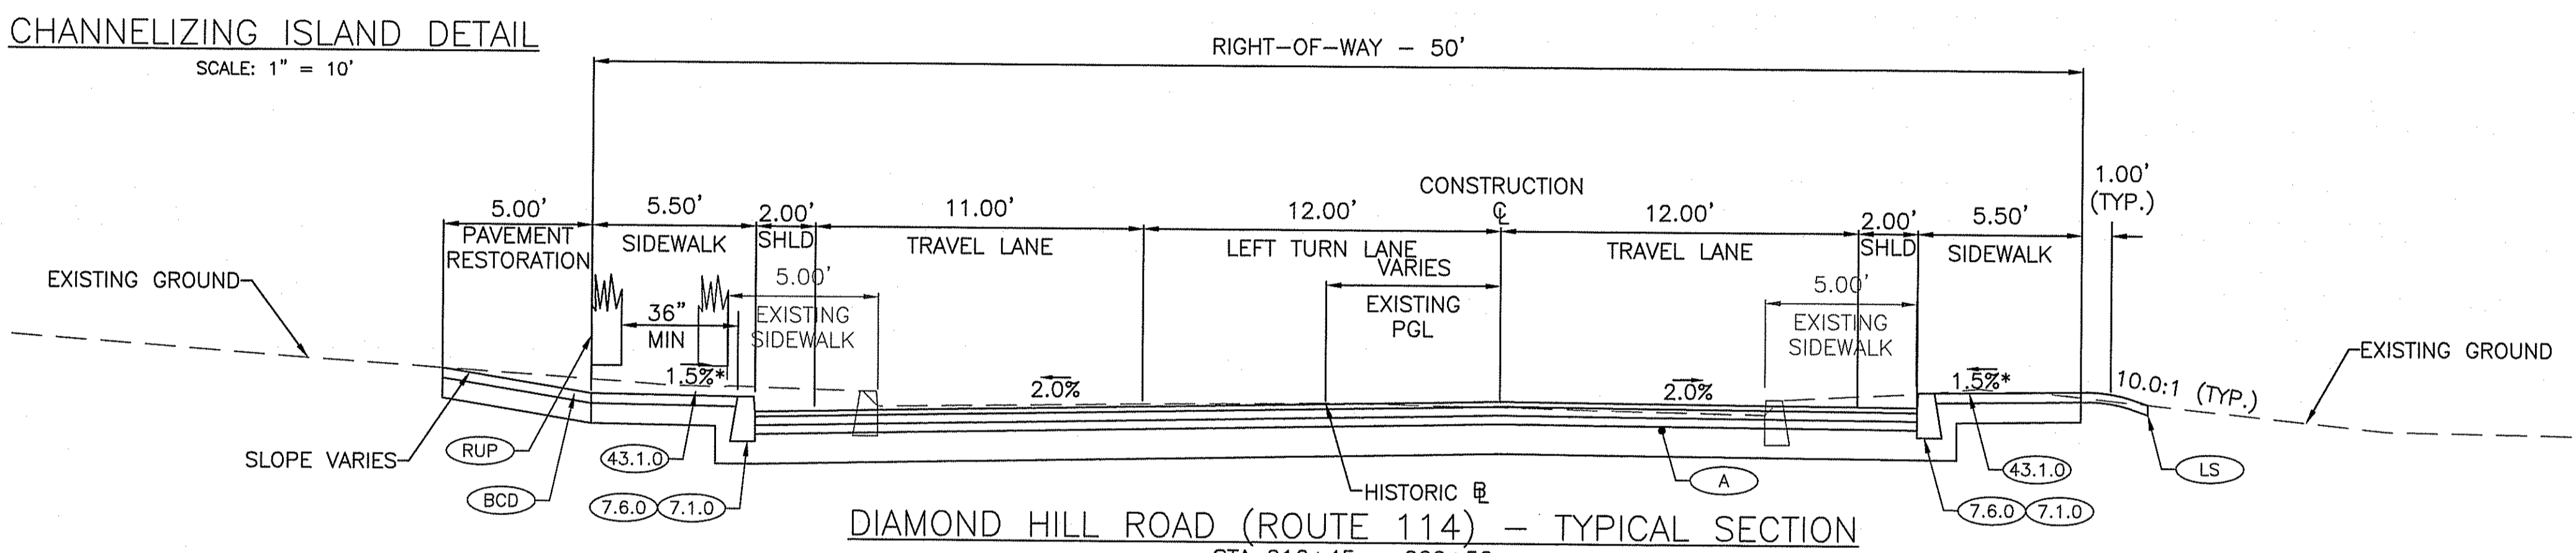 CHANNELIZING ISLAND DETAIL
SCALE: 1" = 10'
RIGHT-OF-WAY - 50'
CONSTRUCTION
℄
1.00'
(TYP.)
5.00'
5.50'
2.00'
11.00'
12.00'
12.00'
2.00'
5.50'
PAVEMENT
RESTORATION
SIDEWALK
SHLD
TRAVEL LANE
LEFT TURN LANE
TRAVEL LANE
SHLD
SIDEWALK
VARIES
EXISTING
PGL
5.00'
EXISTING
SIDEWALK
5.00'
EXISTING
SIDEWALK
36"
MIN
EXISTING GROUND
EXISTING GROUND
1.5%*
2.0%
2.0%
1.5%*
10.0:1 (TYP.)
SLOPE VARIES
RUP
BCD
43.1.0
7.6.0 7.1.0
HISTORIC BL
A
43.1.0
LS
7.6.0 7.1.0
DIAMOND HILL ROAD (ROUTE 114) - TYPICAL SECTION